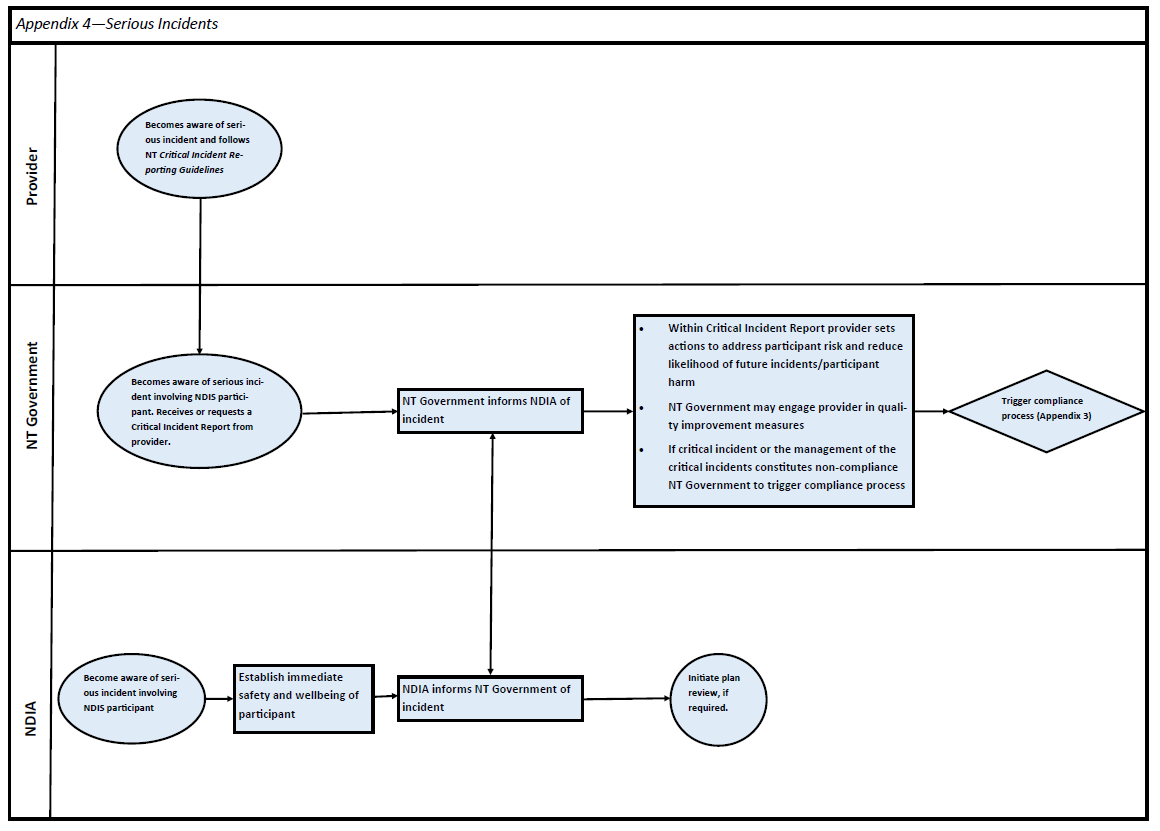 Appendix 4—Serious Incidents
Provider
Becomes aware of seri-
ous incident and follows
NT Critical Incident Re-
porting Guidelines
NT Government
Becomes aware of serious inci-
dent involving NDIS partici-
pant. Receives or requests a
Critical Incident Report from
provider.
NT Government informs NDIA of
incident
• Within Critical Incident Report provider sets
actions to address participant risk and reduce
likelihood of future incidents/participant
harm
• NT Government may engage provider in quali-
ty improvement measures
• If critical incident or the management of the
critical incidents constitutes non-compliance
NT Government to trigger compliance process
Trigger compliance
process (Appendix 3)
NDIA
Become aware of seri-
ous incident involving
NDIS participant
Establish immediate
safety and wellbeing of
participant
NDIA informs NT Government of
incident
Initiate plan
review, if
required.